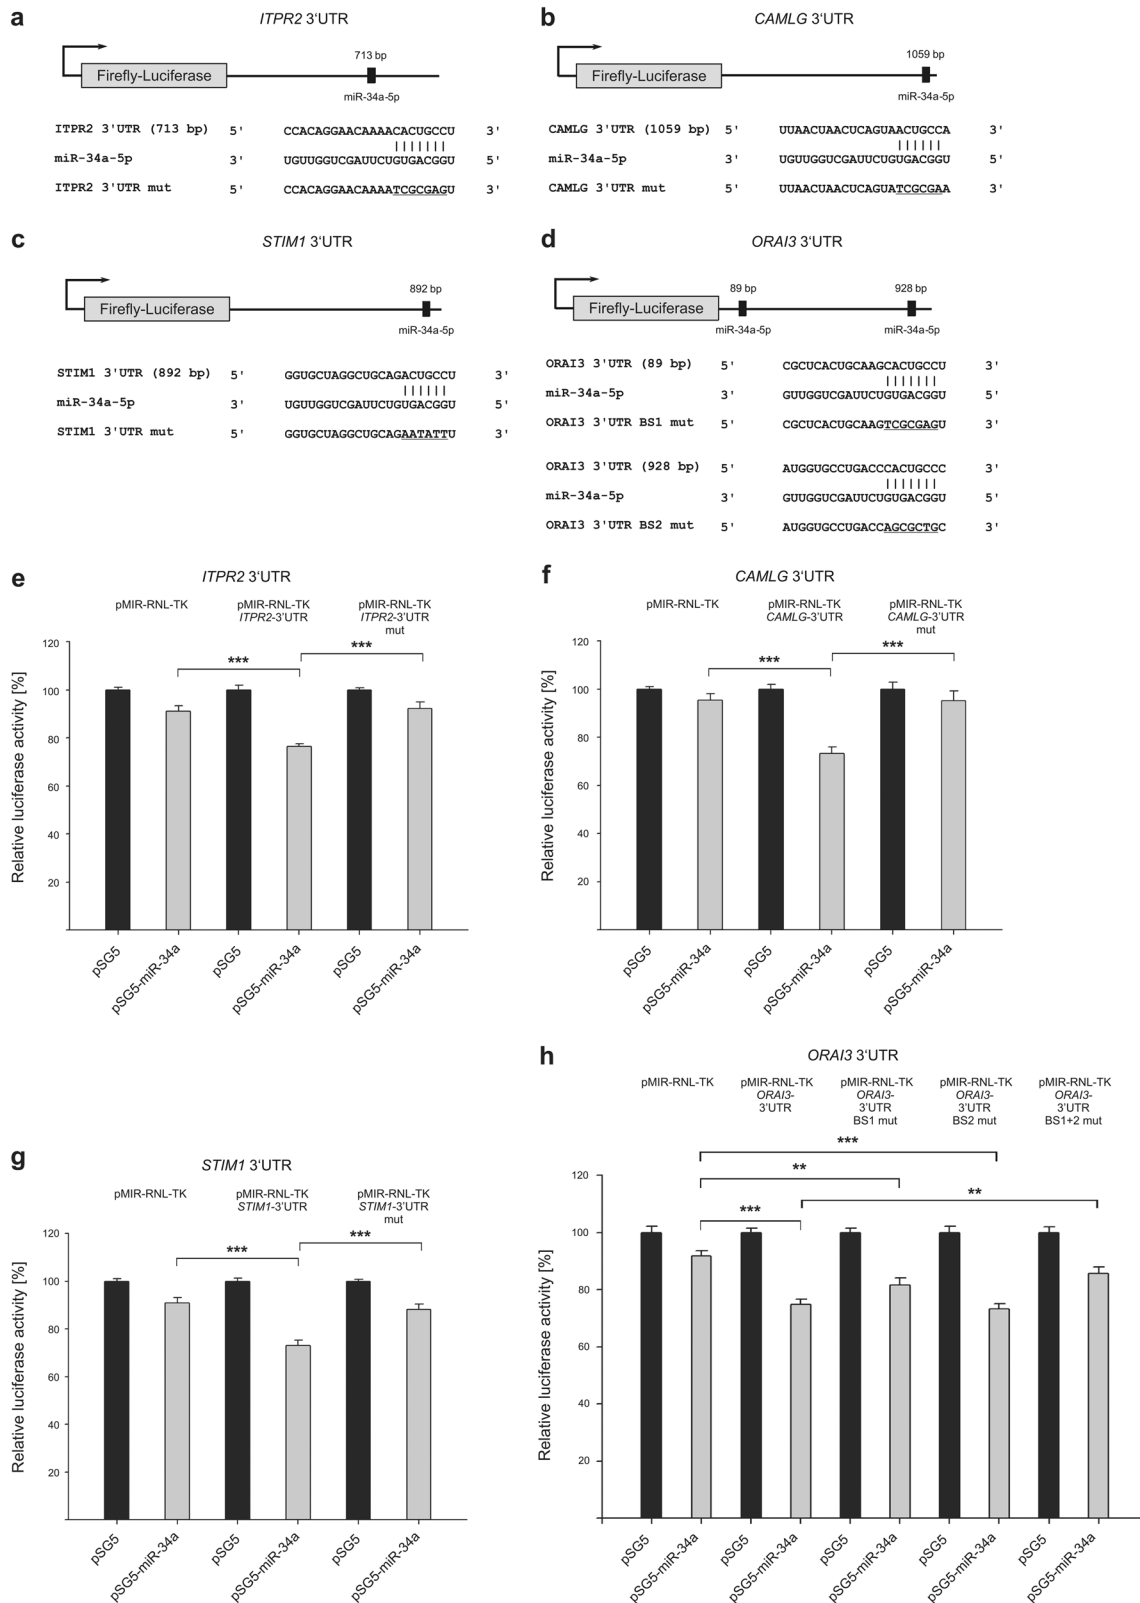 a
ITPR2 3‘UTR
713 bp
Firefly-Luciferase
miR-34a-5p
ITPR2 3'UTR (713 bp) 5' CCACAGGAACAAAACACUGCCU 3'
miR-34a-5p 3' UGUUGGUCGAUUCUGUGACGGU 5'
ITPR2 3'UTR mut 5' CCACAGGAACAAAATCGCGAGU 3'
b
CAMLG 3‘UTR
1059 bp
Firefly-Luciferase
miR-34a-5p
CAMLG 3'UTR (1059 bp) 5' UUAACUAACUCAGUAACUGCCA 3'
miR-34a-5p 3' UGUUGGUCGAUUCUGUGACGGU 5'
CAMLG 3'UTR mut 5' UUAACUAACUCAGUATCGCGAA 3'
c
STIM1 3‘UTR
892 bp
Firefly-Luciferase
miR-34a-5p
STIM1 3'UTR (892 bp) 5' GGUGCUAGGCUGCAGACUGCCU 3'
miR-34a-5p 3' UGUUGGUCGAUUCUGUGACGGU 5'
STIM1 3'UTR mut 5' GGUGCUAGGCUGCAGAATATTU 3'
d
ORAI3 3‘UTR
89 bp 928 bp
Firefly-Luciferase
miR-34a-5p miR-34a-5p
ORAI3 3'UTR (89 bp) 5' CGCUCACUGCAAGCACUGCCU 3'
miR-34a-5p 3' GUUGGUCGAUUCUGUGACGGU 5'
ORAI3 3'UTR BS1 mut 5' CGCUCACUGCAAGTCGCGAGU 3'
ORAI3 3'UTR (928 bp) 5' AUGGUGCCUGACCCACUGCCC 3'
miR-34a-5p 3' GUUGGUCGAUUCUGUGACGGU 5'
ORAI3 3'UTR BS2 mut 5' AUGGUGCCUGACCAGCGCTGC 3'
e
ITPR2 3‘UTR
pMIR-RNL-TK pMIR-RNL-TK pMIR-RNL-TK
ITPR2-3‘UTR ITPR2-3‘UTR
mut
Relative luciferase activity [%]
120
100
80
60
40
20
*** ***
pSG5 pSG5-miR-34a pSG5 pSG5-miR-34a pSG5 pSG5-miR-34a
f
CAMLG 3‘UTR
pMIR-RNL-TK pMIR-RNL-TK pMIR-RNL-TK
CAMLG-3‘UTR CAMLG-3‘UTR
mut
Relative luciferase activity [%]
120
100
80
60
40
20
*** ***
pSG5 pSG5-miR-34a pSG5 pSG5-miR-34a pSG5 pSG5-miR-34a
g
STIM1 3‘UTR
pMIR-RNL-TK pMIR-RNL-TK pMIR-RNL-TK
STIM1-3‘UTR STIM1-3‘UTR
mut
Relative luciferase activity [%]
120
100
80
60
40
20
*** ***
pSG5 pSG5-miR-34a pSG5 pSG5-miR-34a pSG5 pSG5-miR-34a
h
ORAI3 3‘UTR
pMIR-RNL-TK pMIR-RNL-TK pMIR-RNL-TK pMIR-RNL-TK pMIR-RNL-TK
ORAI3- ORAI3- ORAI3- ORAI3-
3‘UTR 3‘UTR 3‘UTR 3‘UTR
BS1 mut BS2 mut BS1+2 mut
Relative luciferase activity [%]
120
100
80
60
40
20
***
**
**
***
pSG5 pSG5-miR-34a pSG5 pSG5-miR-34a pSG5 pSG5-miR-34a pSG5 pSG5-miR-34a pSG5 pSG5-miR-34a